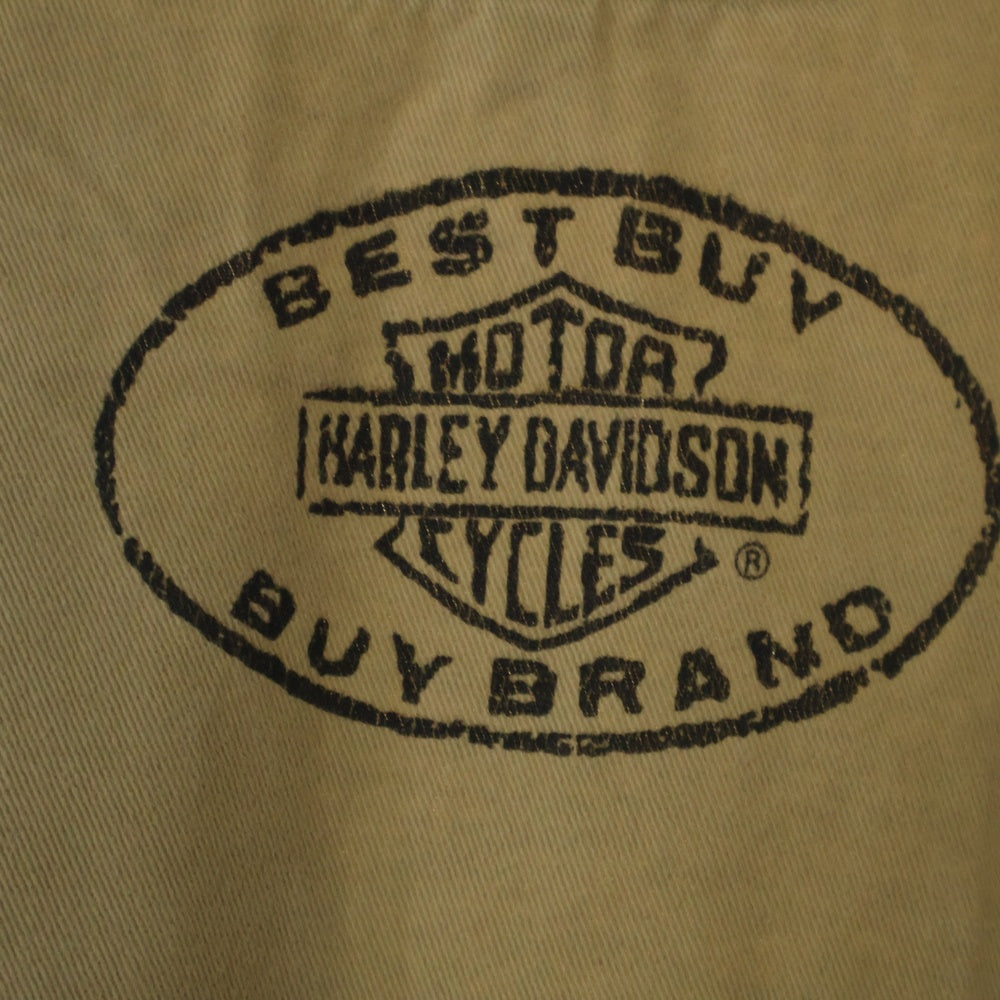 BEST BUY
MOTOR
HARLEY DAVIDSON
CYCLES
®
BUY BRAND